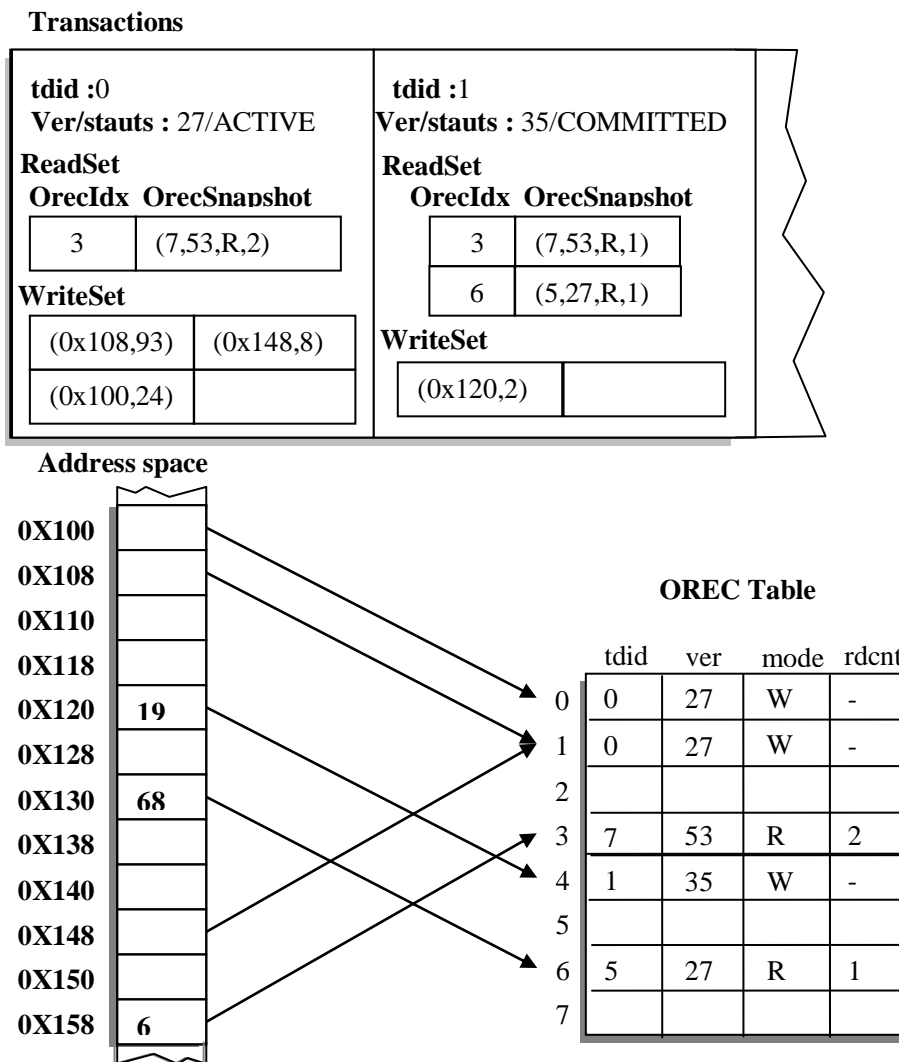 Transactions
tdid :0
Ver/stauts : 27/ACTIVE
ReadSet
OrecIdx OrecSnapshot
3 (7,53,R,2)
WriteSet
(0x108,93) (0x148,8)
(0x100,24)
tdid :1
Ver/stauts : 35/COMMITTED
ReadSet
OrecIdx OrecSnapshot
3 (7,53,R,1)
6 (5,27,R,1)
WriteSet
(0x120,2)
Address space
0X100
0X108
0X110
0X118
0X120 19
0X128
0X130 68
0X138
0X140
0X148
0X150
0X158 6
OREC Table
tdid ver mode rdcnt
0 0 27 W -
1 0 27 W -
2
3 7 53 R 2
4 1 35 W -
5
6 5 27 R 1
7